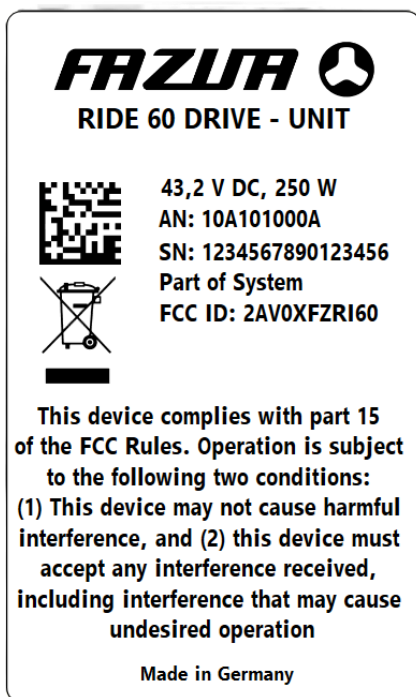 FAZUA
RIDE 60 DRIVE - UNIT
43,2 V DC, 250 W
AN: 10A101000A
SN: 1234567890123456
Part of System
FCC ID: 2AV0XFZRI60
This device complies with part 15
of the FCC Rules. Operation is subject
to the following two conditions:
(1) This device may not cause harmful
interference, and (2) this device must
accept any interference received,
including interference that may cause
undesired operation
Made in Germany